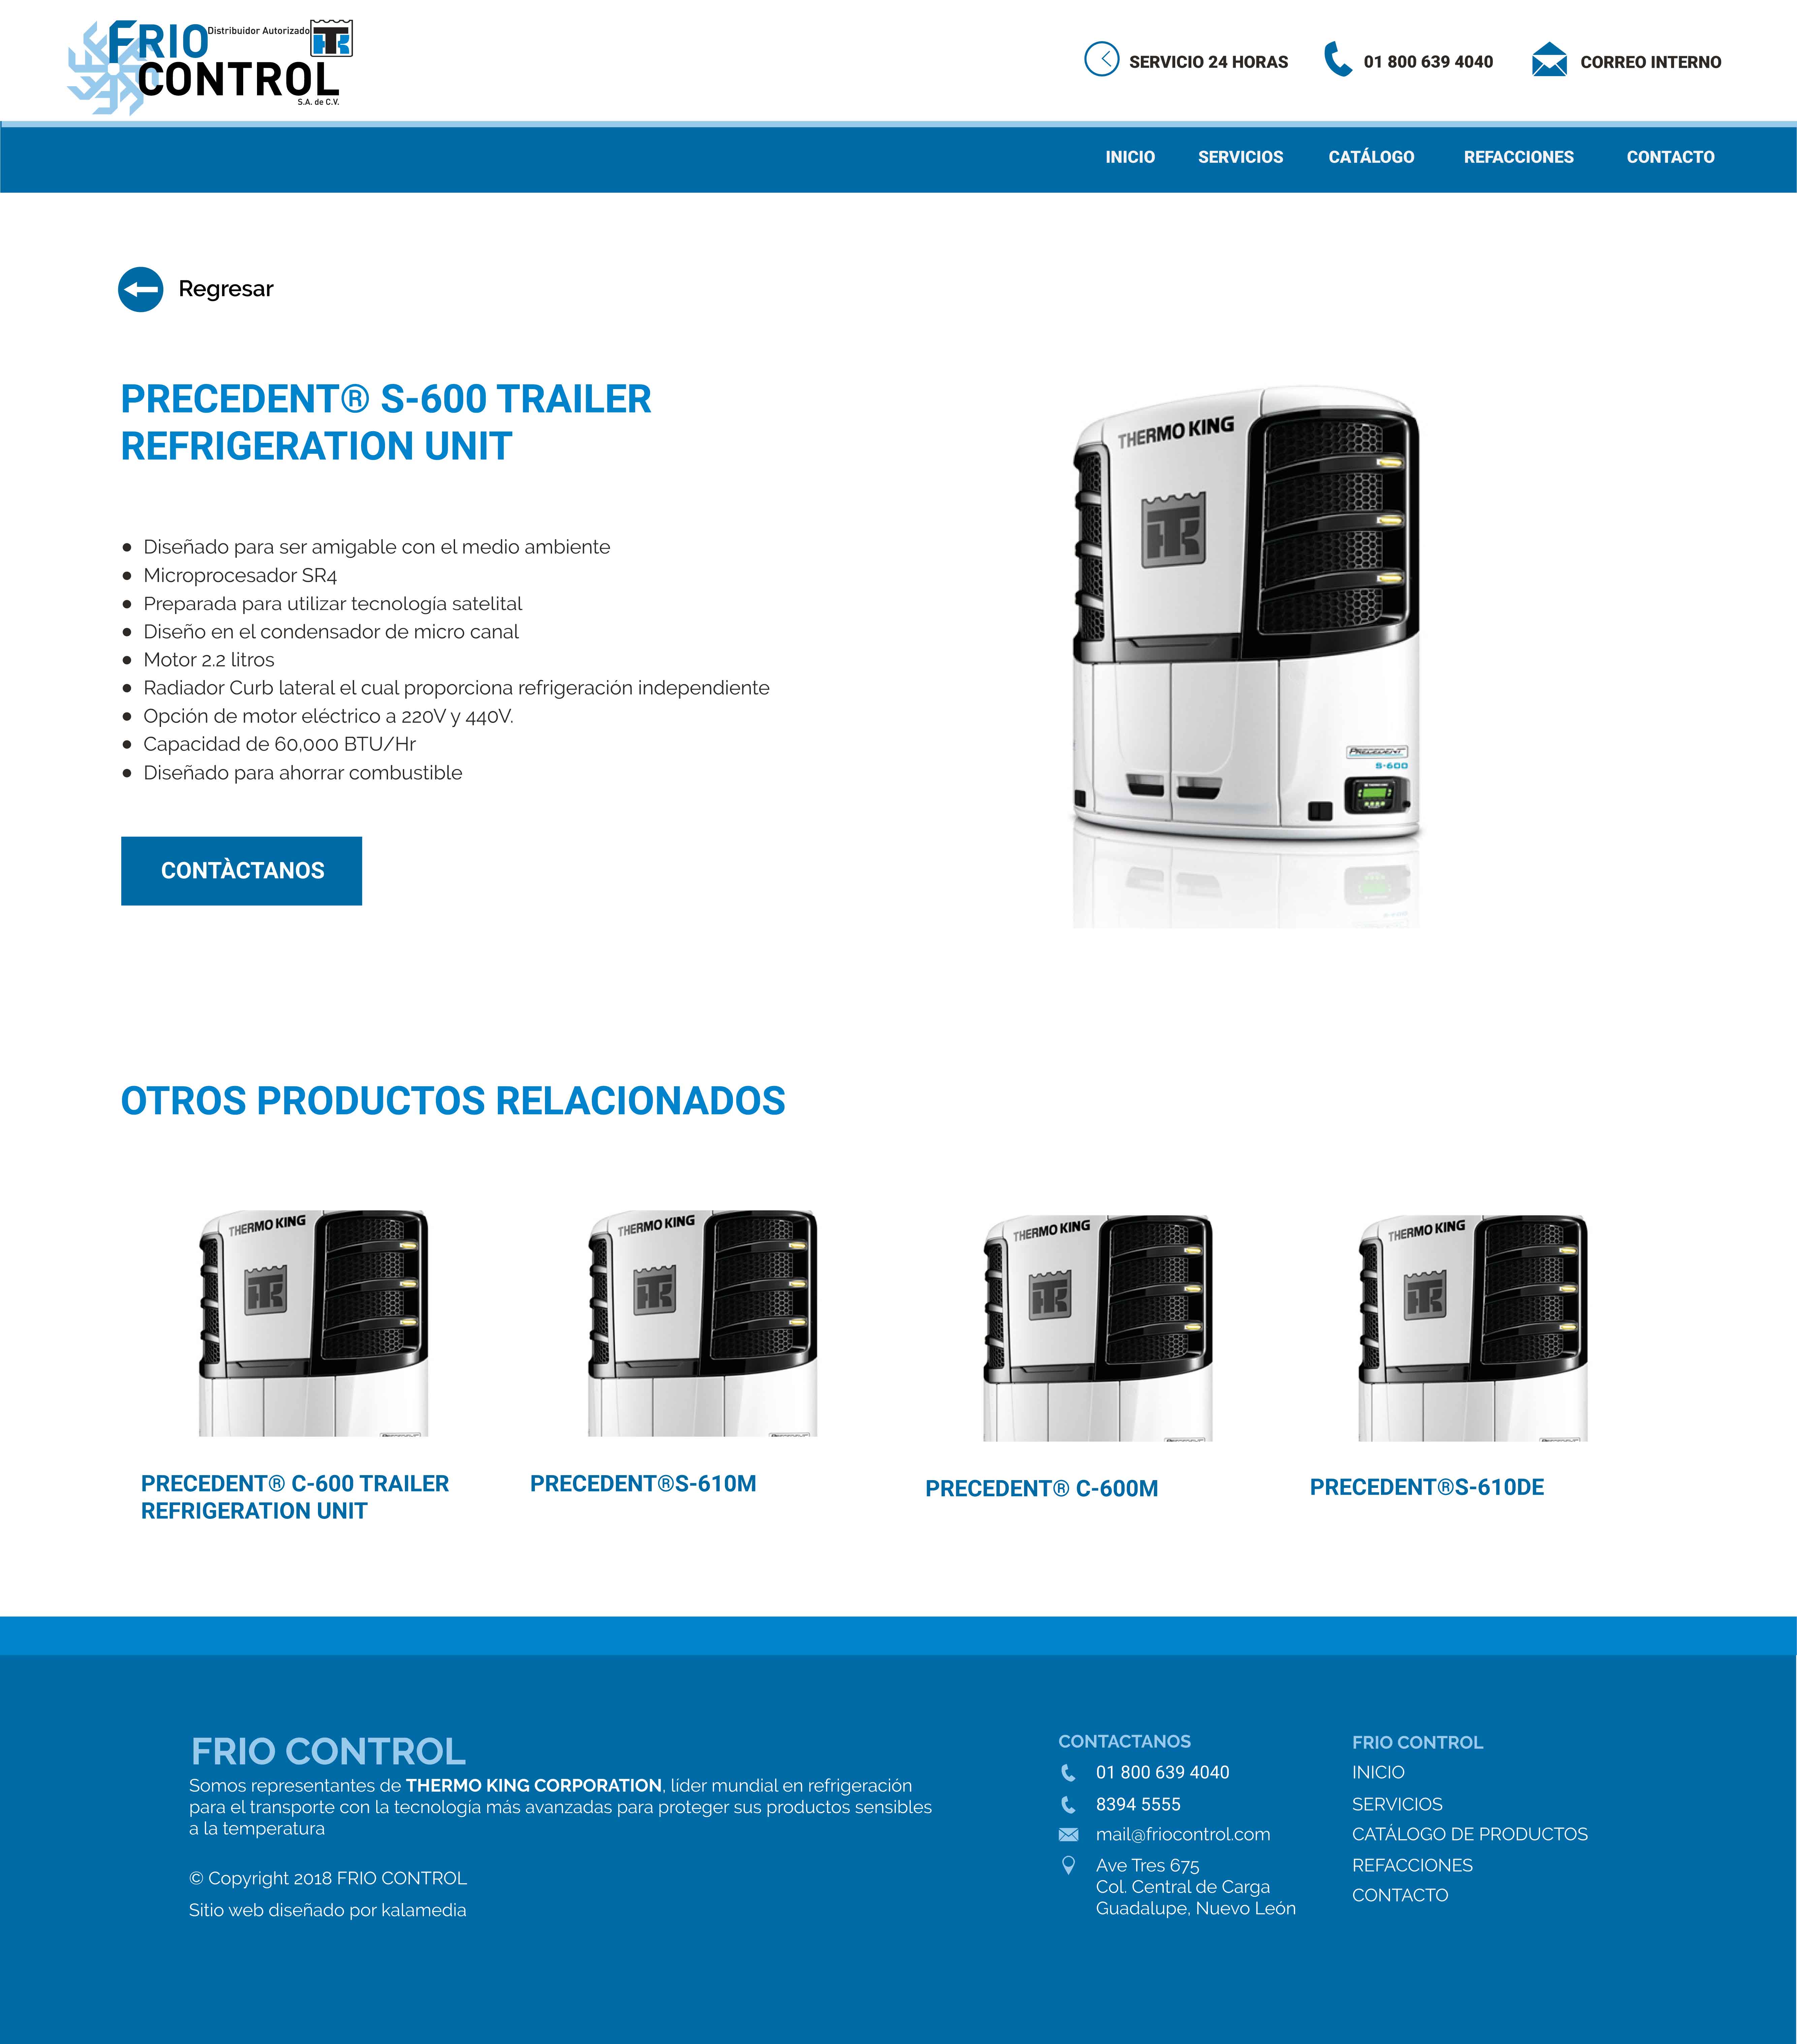 FRIO
Distribuidor Autorizado
CONTROL
S.A. de C.V.
SERVICIO 24 HORAS
01 800 639 4040
CORREO INTERNO
INICIO
SERVICIOS
CATÁLOGO
REFACCIONES
CONTACTO
Regresar
PRECEDENT® S-600 TRAILER
REFRIGERATION UNIT
THERMO KING
PRECEDENT
S-600
Diseñado para ser amigable con el medio ambiente
Microprocesador SR4
Preparada para utilizar tecnología satelital
Diseño en el condensador de micro canal
Motor 2.2 litros
Radiador Curb lateral el cual proporciona refrigeración independiente
Opción de motor eléctrico a 220V y 440V.
Capacidad de 60,000 BTU/Hr
Diseñado para ahorrar combustible
CONTÀCTANOS
OTROS PRODUCTOS RELACIONADOS
THERMO KING
THERMO KING
THERMO KING
THERMO KING
PRECEDENT® C-600 TRAILER
REFRIGERATION UNIT
PRECEDENT®S-610M
PRECEDENT® C-600M
PRECEDENT®S-610DE
FRIO CONTROL
Somos representantes de THERMO KING CORPORATION, líder mundial en refrigeración
para el transporte con la tecnología más avanzadas para proteger sus productos sensibles
a la temperatura
© Copyright 2018 FRIO CONTROL
Sitio web diseñado por kalamedia
CONTACTANOS
01 800 639 4040
8394 5555
mail@friocontrol.com
Ave Tres 675
Col. Central de Carga
Guadalupe, Nuevo León
FRIO CONTROL
INICIO
SERVICIOS
CATÁLOGO DE PRODUCTOS
REFACCIONES
CONTACTO